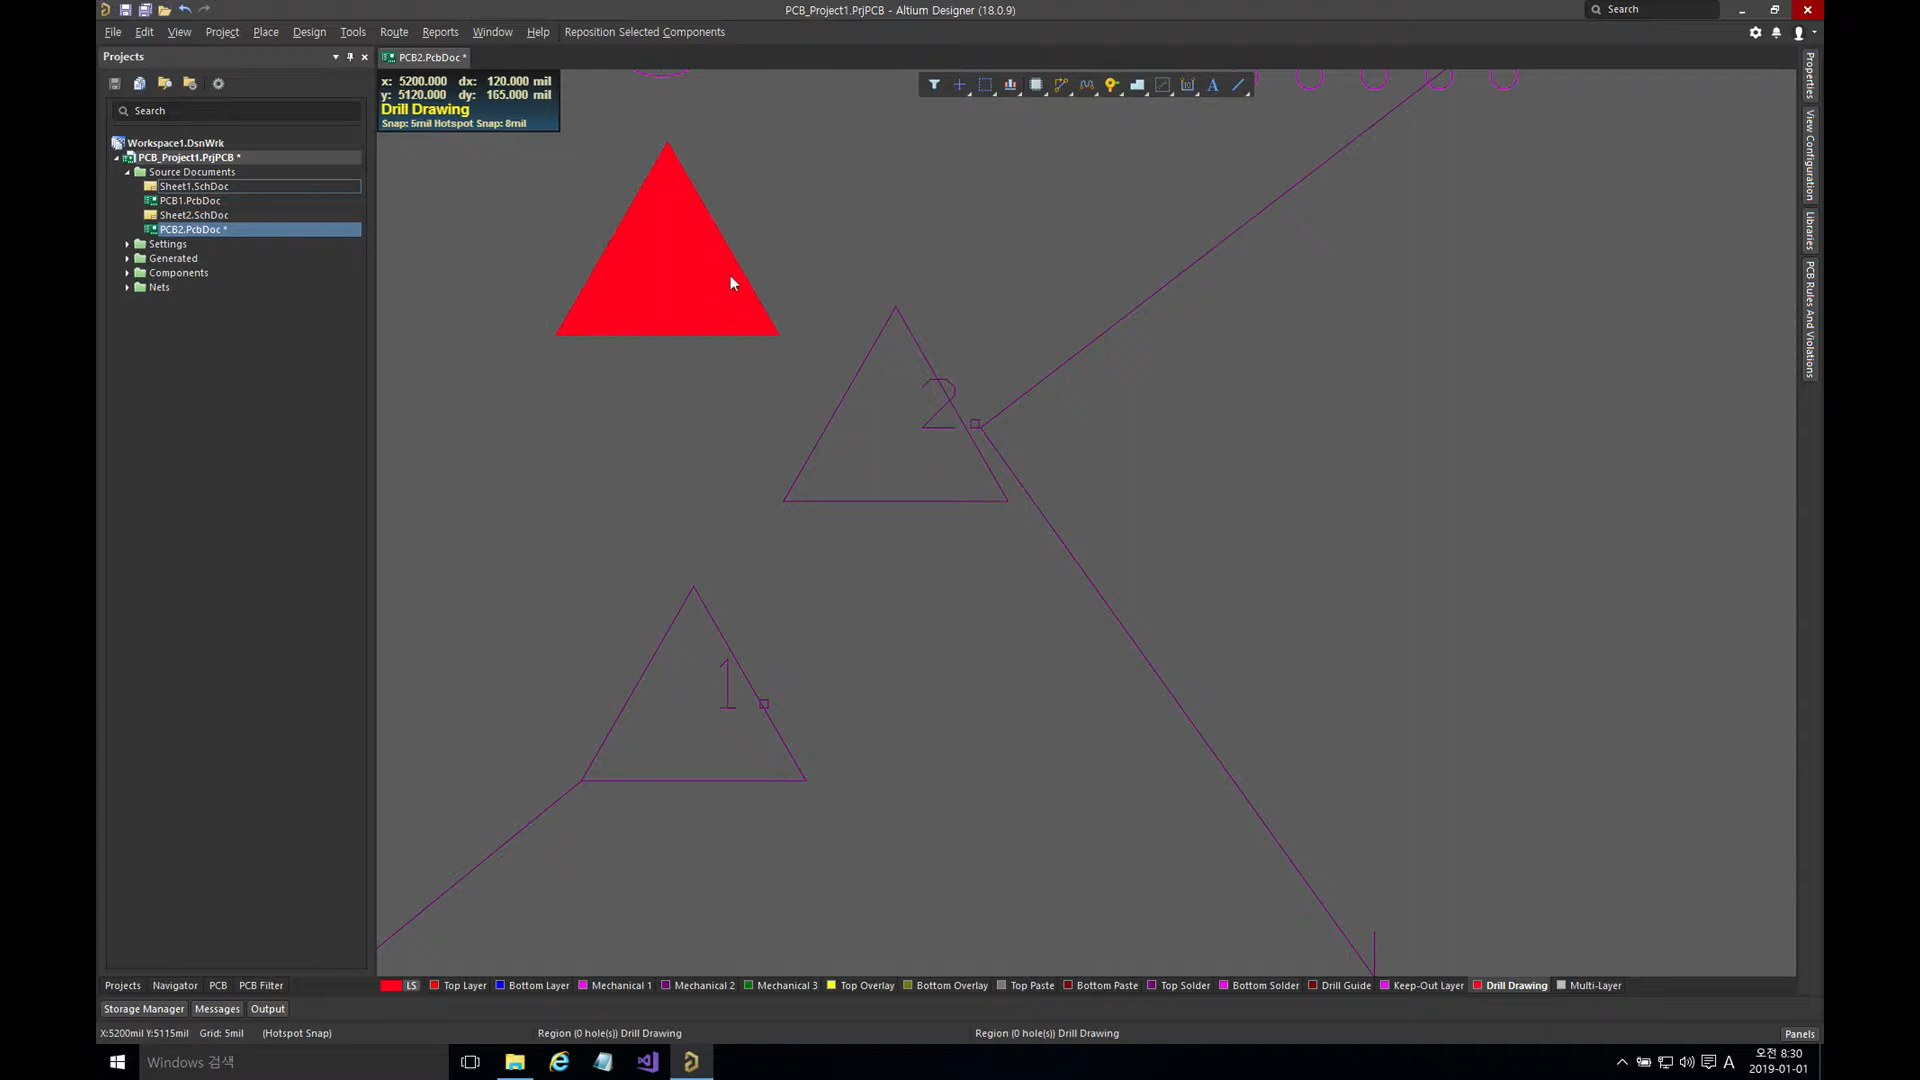 PCB_Project1.PrjPCB - Altium Designer (18.0.9)
Search
File Edit View Project Place Design Tools Route Reports Window Help Reposition Selected Components
Projects
PCB2.PcbDoc *
x: 5200.000 dx: 120.000 mil
y: 5120.000 dy: 165.000 mil
Drill Drawing
Snap: 5mil Hotspot Snap: 8mil
Search
Workspace1.DsnWrk
PCB_Project1.PrjPCB *
Source Documents
Sheet1.SchDoc
PCB1.PcbDoc
Sheet2.SchDoc
PCB2.PcbDoc *
Settings
Generated
Components
Nets
Properties
View Configuration
Libraries
PCB Rules And Violations
2
1
Projects Navigator PCB PCB Filter
LS Top Layer Bottom Layer Mechanical 1 Mechanical 2 Mechanical 3 Top Overlay Bottom Overlay Top Paste Bottom Paste Top Solder Bottom Solder Drill Guide Keep-Out Layer Drill Drawing Multi-Layer
Storage Manager Messages Output
X:5200mil Y:5115mil Grid: 5mil (Hotspot Snap) Region (0 hole(s)) Drill Drawing Region (0 hole(s)) Drill Drawing Panels
Windows 검색
A
오전 8:30
2019-01-01